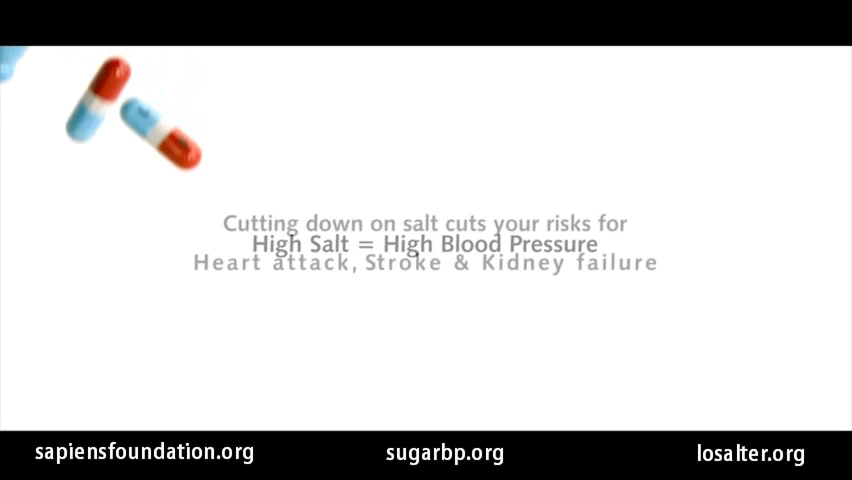 Cutting down on salt cuts your risks for
High Salt = High Blood Pressure
Heart attack, Stroke & Kidney failure
sapiensfoundation.org
sugarbp.org
losalter.org